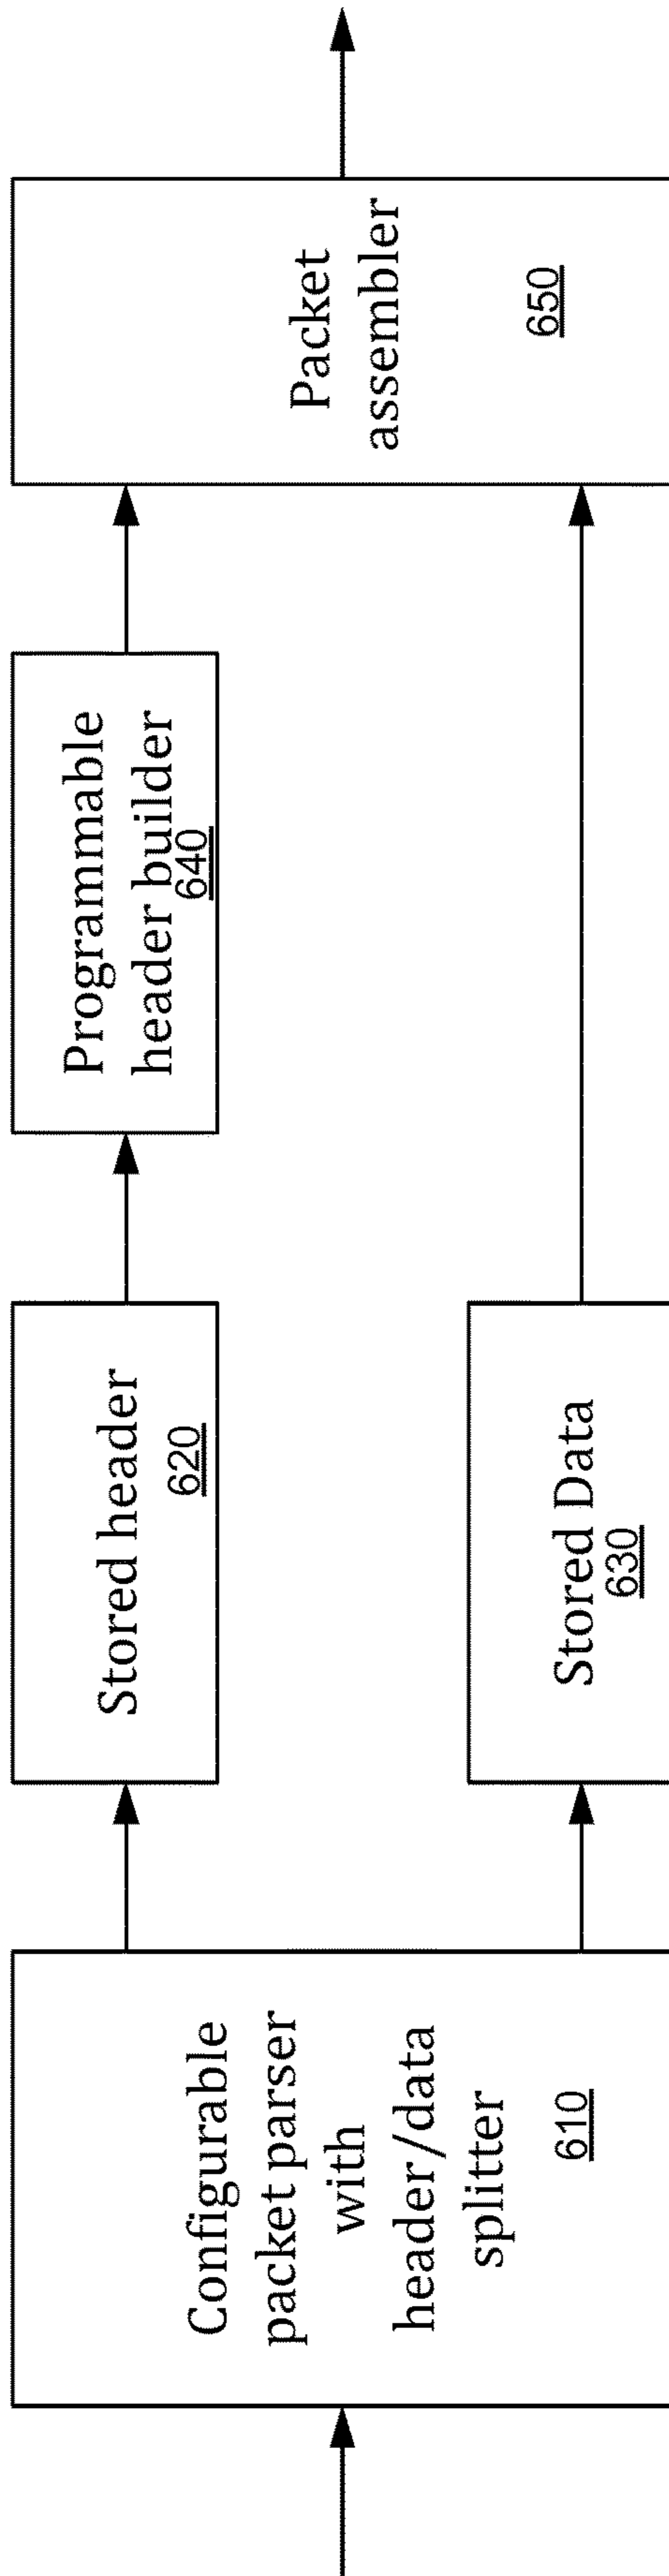 Configurable
packet parser
with
header/data
splitter
610
Stored header
620
Stored Data
630
Programmable
header builder
640
Packet
assembler
650